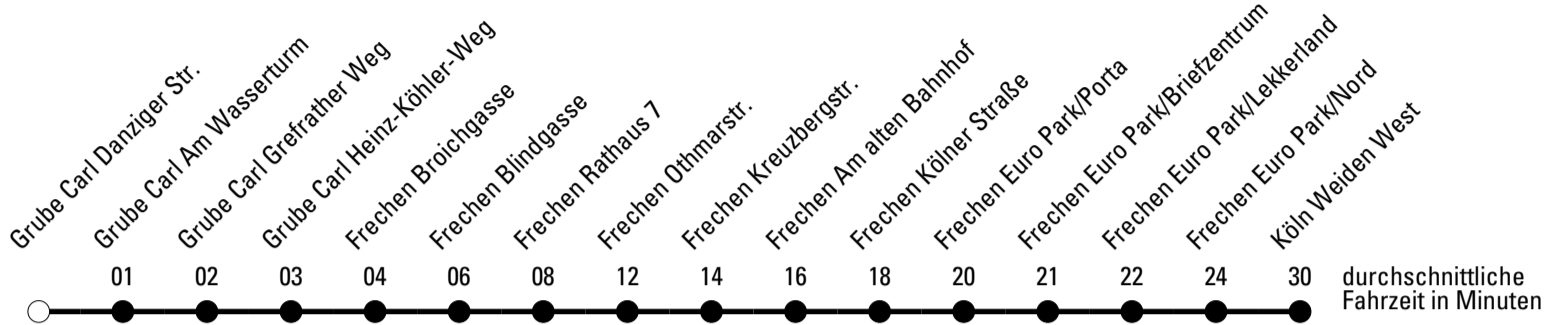 Grube Carl Danziger Str.
Grube Carl Am Wasserturm
Grube Carl Grefrather Weg
Grube Carl Heinz-Köhler-Weg
Frechen Broichgasse
Frechen Blindgasse
Frechen Rathaus 7
Frechen Othmarstr.
Frechen Kreuzbergstr.
Frechen Am alten Bahnhof
Frechen Kölner Straße
Frechen Euro Park/Porta
Frechen Euro Park/Briefzentrum
Frechen Euro Park/Lekkerland
Frechen Euro Park/Nord
Köln Weiden West
01 02 03 04 06 08 12 14 16 18 20 21 22 24 30
durchschnittliche
Fahrzeit in Minuten